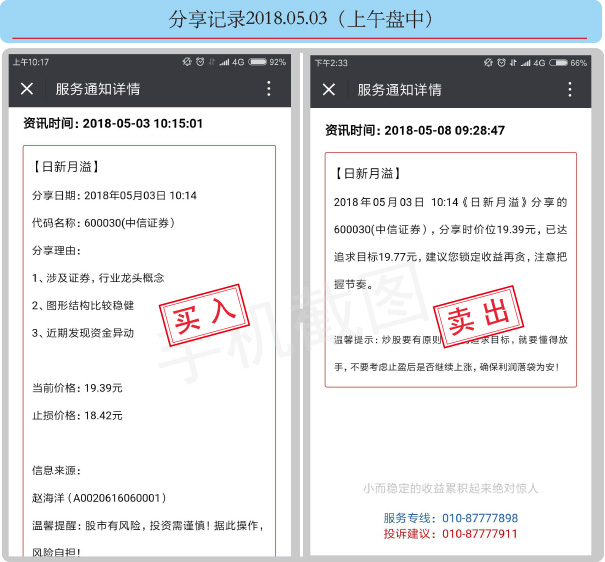 分享记录2018.05.03（上午盘中）
上午10:17
4G
92%
服务通知详情
资讯时间：2018-05-03 10:15:01
【日新月溢】
分享日期：2018年05月03日 10:14
代码名称：600030(中信证券）
分享理由：
1、涉及证券，行业龙头概念
2、图形结构比较稳健
3、近期发现资金异动
买入
当前价格：19.39元
止损价格：18.42元
信息来源：
赵海洋（A0020616060001）
温馨提醒：股市有风险，投资需谨慎！据此操作，
风险自担！
下午2:33
4G
66%
服务通知详情
资讯时间：2018-05-08 09:28:47
【日新月溢】
2018年05月03日 10:14《日新月溢》分享的
600030(中信证券），分享时价位19.39元，已达
追求目标19.77元，建议您锁定收益再贪，注意把
握节奏。
卖出
温馨提示：炒股要有原则
追求目标，就要懂得放
手，不要考虑止盈后是否继续上涨，确保利润落袋为安！
小而稳定的收益累积起来绝对惊人
服务专线：010-87777898
投诉建议：010-87777911
手机截图